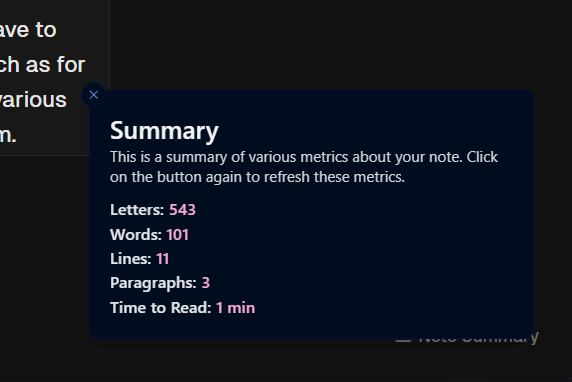 ave to
ch as for
various
m.
Summary
This is a summary of various metrics about your note. Click
on the button again to refresh these metrics.
Letters: 543
Words: 101
Lines: 11
Paragraphs: 3
Time to Read: 1 min
Note Summary